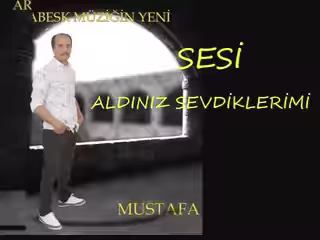 AR
ABESK MÜZİĞİN YENİ
SESİ
ALDINIZ SEVDİKLERİMİ
MUSTAFA